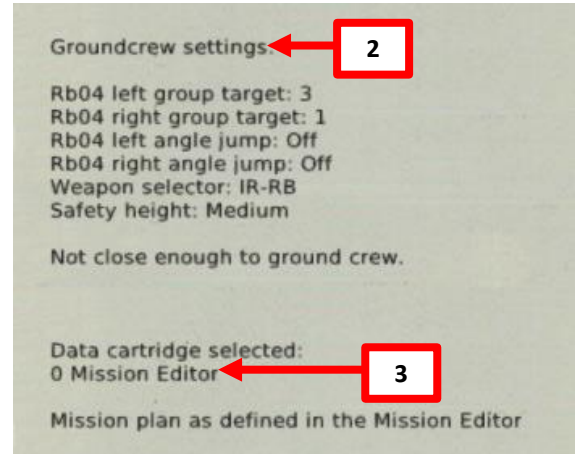 Groundcrew settings:
2
Rb04 left group target: 3
Rb04 right group target: 1
Rb04 left angle jump: Off
Rb04 right angle jump: Off
Weapon selector: IR-RB
Safety height: Medium
Not close enough to ground crew.
Data cartridge selected:
0 Mission Editor
3
Mission plan as defined in the Mission Editor